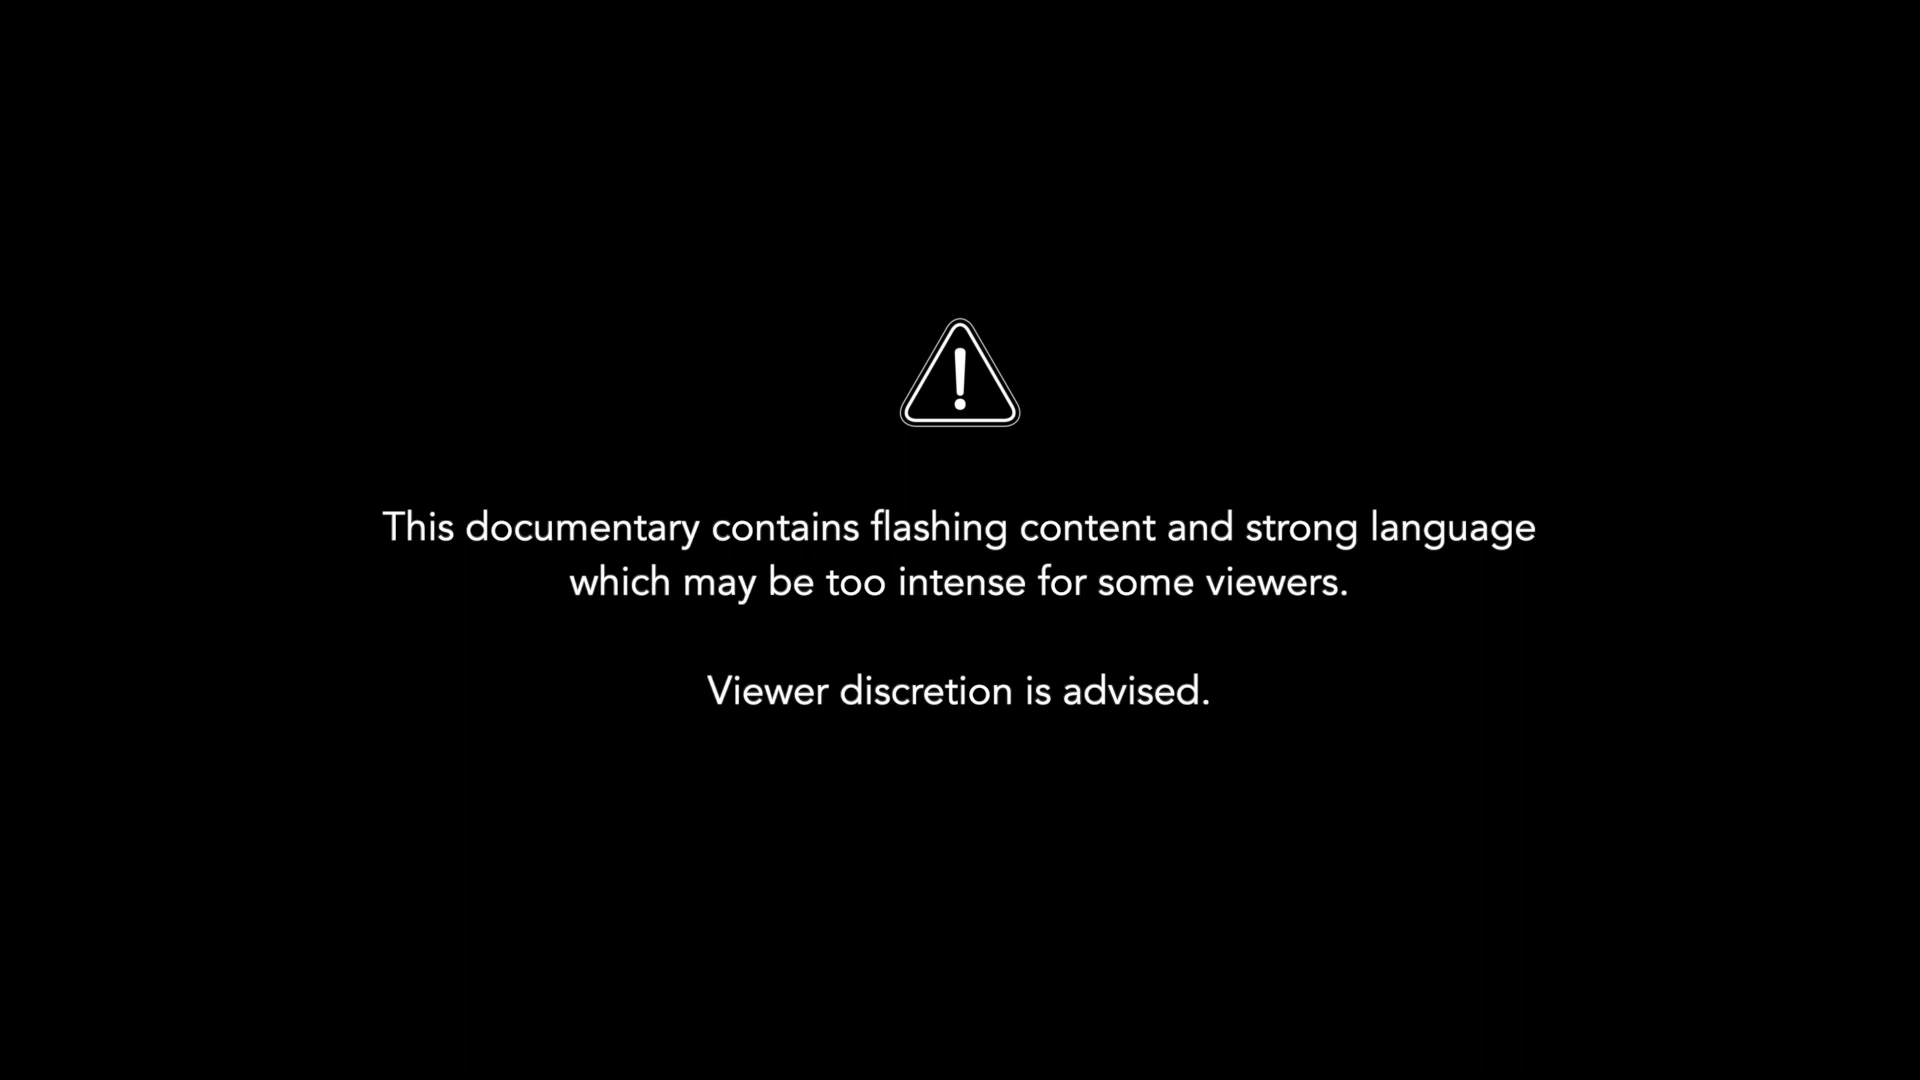 This documentary contains flashing content and strong language
which may be too intense for some viewers.
Viewer discretion is advised.